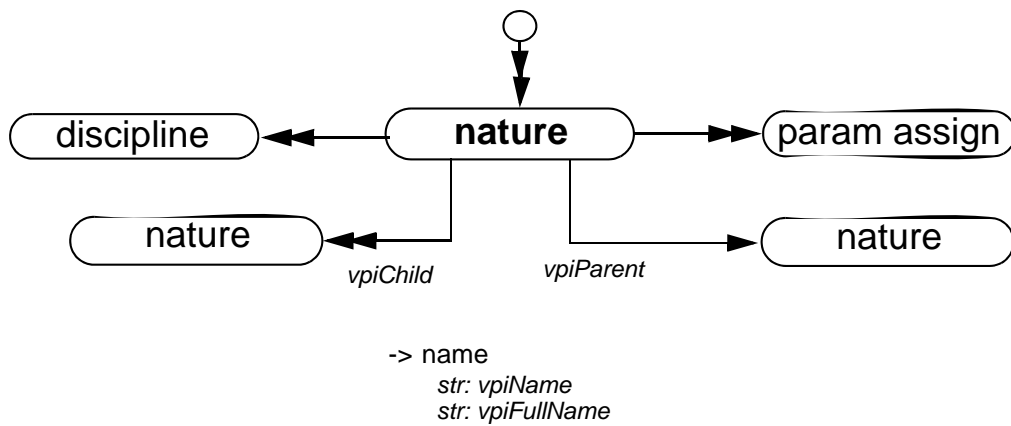 discipline
nature
param assign
nature
nature
vpiChild
vpiParent
-> name
str: vpiName
str: vpiFullName